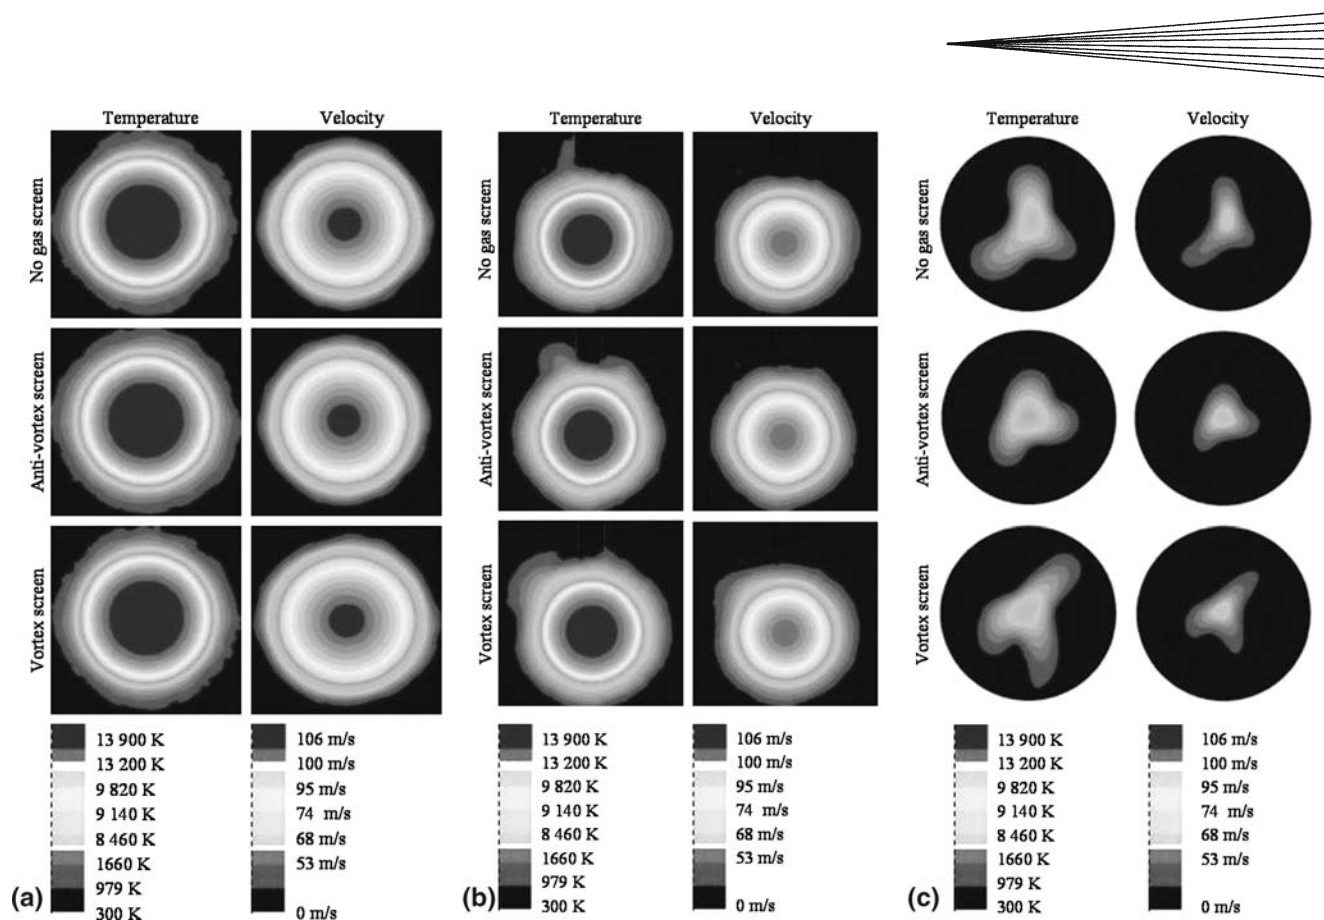 Temperature Velocity Temperature Velocity Temperature Velocity
No gas screen No gas screen No gas screen
Anti-vortex screen Anti-vortex screen Anti-vortex screen
Vortex screen Vortex screen Vortex screen
13 900 K 106 m/s 13 900 K 106 m/s 13 900 K 106 m/s
13 200 K 100 m/s 13 200 K 100 m/s 13 200 K 100 m/s
9 820 K 95 m/s 9 820 K 95 m/s 9 820 K 95 m/s
9 140 K 74 m/s 9 140 K 74 m/s 9 140 K 74 m/s
8 460 K 68 m/s 8 460 K 68 m/s 8 460 K 68 m/s
1660 K 53 m/s 1660 K 53 m/s 1660 K 53 m/s
979 K 979 K 979 K
300 K 0 m/s 300 K 0 m/s 300 K 0 m/s
(a) (b) (c)